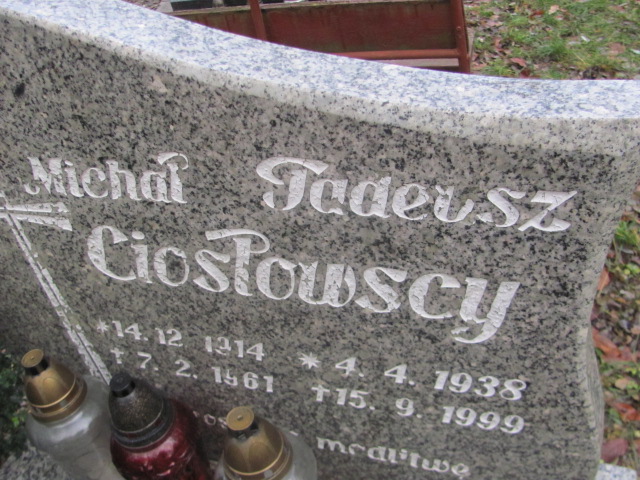 Michał Tadeusz
Ciosłowscy
* 14. 12. 1914 * 4. 4. 1938
† 7. 2. 1961 † 15. 9. 1999
modlitwę